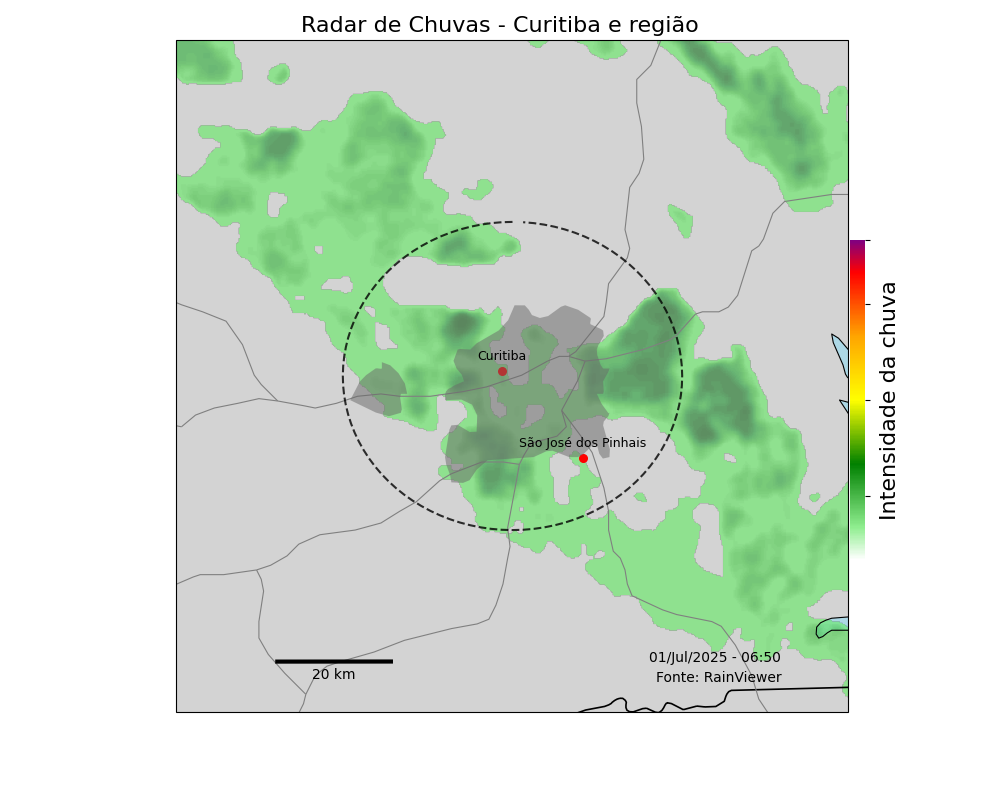 Radar de Chuvas - Curitiba e região
Curitiba
São José dos Pinhais
Intensidade da chuva
01/Jul/2025 - 06:50
Fonte: RainViewer
20 km